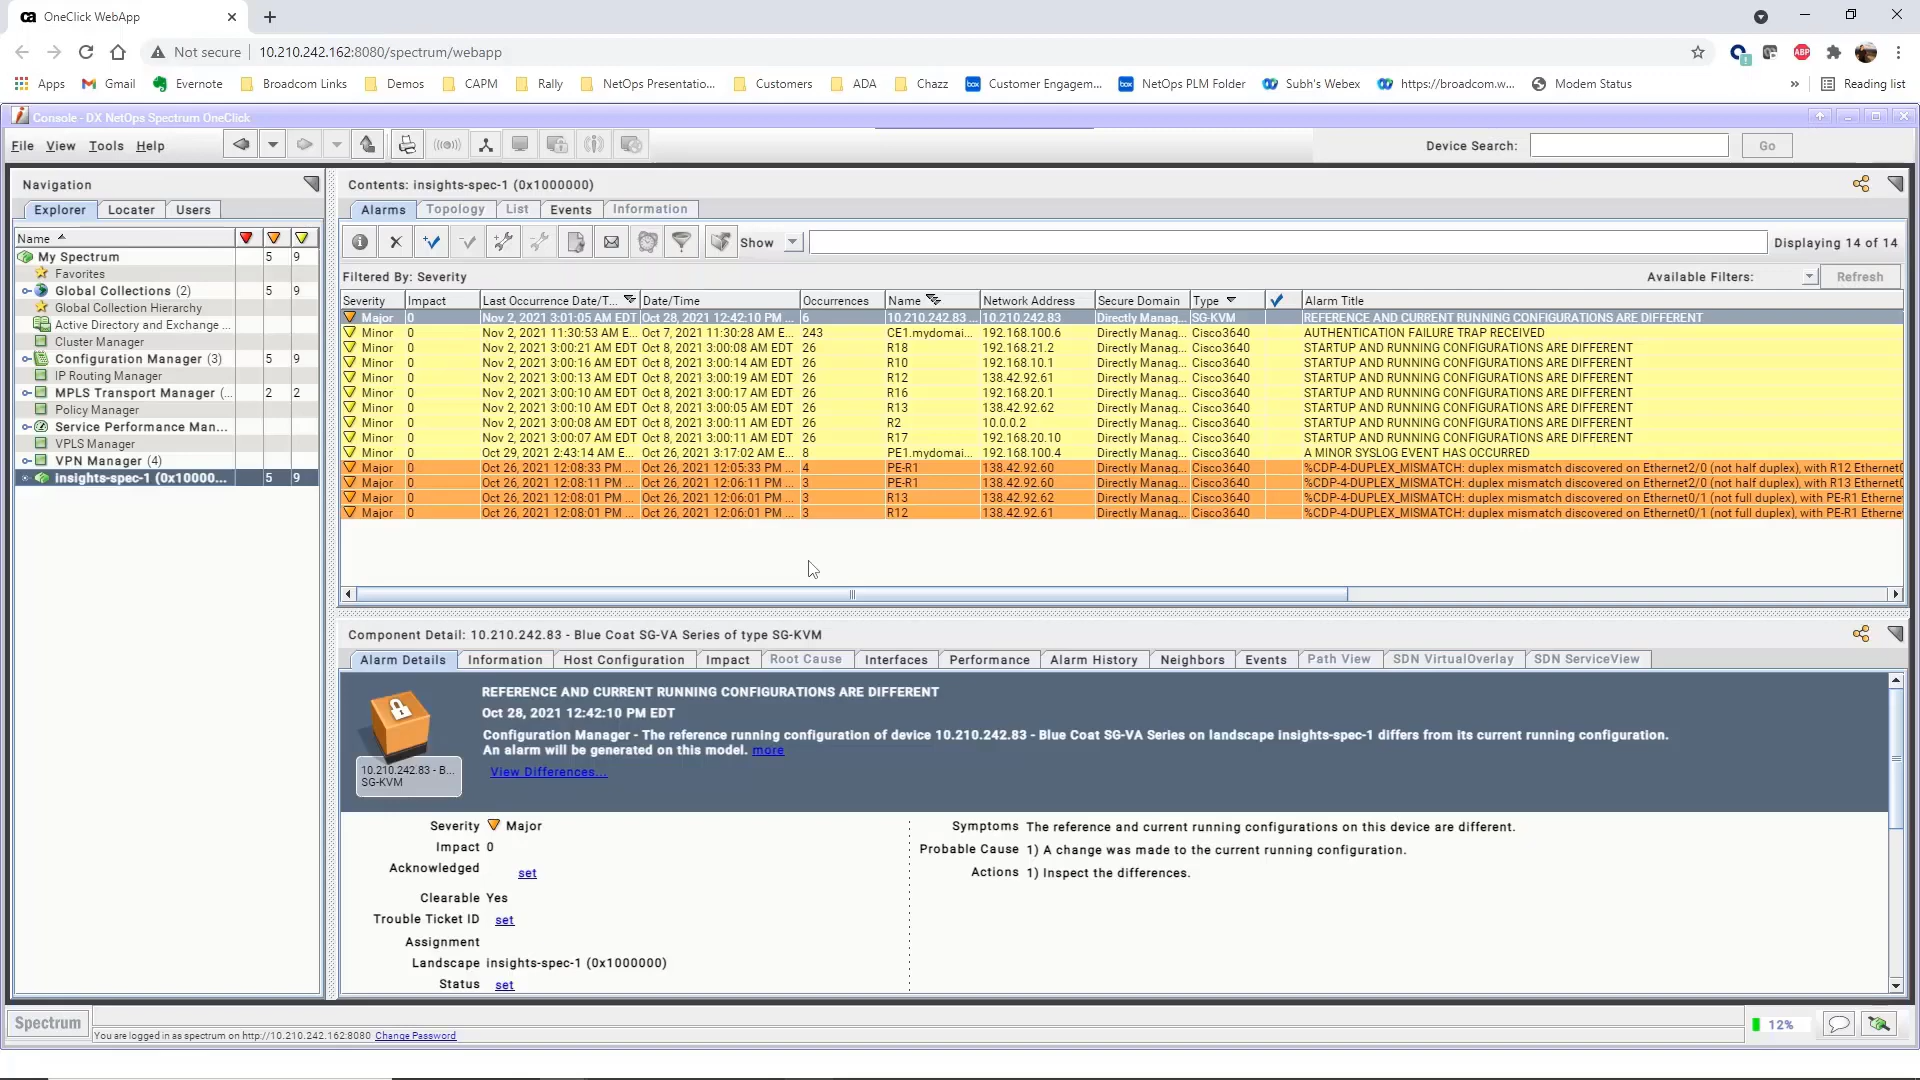 OneClick WebApp
Not secure 10.210.242.162:8080/spectrum/webapp
Apps Gmail Evernote Broadcom Links Demos CAPM Rally NetOps Presentatio... Customers ADA Chazz Customer Engagem... NetOps PLM Folder Subh's Webex https://broadcom.w... Modem Status » Reading list
Console - DX NetOps Spectrum OneClick
File View Tools Help Device Search: Go
Navigation
Explorer Locater Users
Name
My Spectrum 5 9
Favorites
Global Collections (2) 5 9
Global Collection Hierarchy
Active Directory and Exchange ...
Cluster Manager
Configuration Manager (3) 5 9
IP Routing Manager
MPLS Transport Manager (... 2 2
Policy Manager
Service Performance Man...
VPLS Manager
VPN Manager (4)
insights-spec-1 (0x10000... 5 9
Contents: insights-spec-1 (0x1000000)
Alarms Topology List Events Information
Show Displaying 14 of 14
Filtered By: Severity Available Filters: Refresh
Severity Impact Last Occurrence Date/T... Date/Time Occurrences Name Network Address Secure Domain Type Alarm Title
Major 0 Nov 2, 2021 3:01:05 AM EDT Oct 28, 2021 12:42:10 PM ... 6 10.210.242.83 ... 10.210.242.83 Directly Manag... SG-KVM REFERENCE AND CURRENT RUNNING CONFIGURATIONS ARE DIFFERENT
Minor 0 Nov 2, 2021 11:30:53 AM E... Oct 7, 2021 11:30:28 AM E... 243 CE1.mydomai... 192.168.100.6 Directly Manag... Cisco3640 AUTHENTICATION FAILURE TRAP RECEIVED
Minor 0 Nov 2, 2021 3:00:21 AM EDT Oct 8, 2021 3:00:08 AM EDT 26 R18 192.168.21.2 Directly Manag... Cisco3640 STARTUP AND RUNNING CONFIGURATIONS ARE DIFFERENT
Minor 0 Nov 2, 2021 3:00:16 AM EDT Oct 8, 2021 3:00:14 AM EDT 26 R10 192.168.10.1 Directly Manag... Cisco3640 STARTUP AND RUNNING CONFIGURATIONS ARE DIFFERENT
Minor 0 Nov 2, 2021 3:00:13 AM EDT Oct 8, 2021 3:00:19 AM EDT 26 R12 138.42.92.61 Directly Manag... Cisco3640 STARTUP AND RUNNING CONFIGURATIONS ARE DIFFERENT
Minor 0 Nov 2, 2021 3:00:10 AM EDT Oct 8, 2021 3:00:17 AM EDT 26 R16 192.168.20.1 Directly Manag... Cisco3640 STARTUP AND RUNNING CONFIGURATIONS ARE DIFFERENT
Minor 0 Nov 2, 2021 3:00:10 AM EDT Oct 8, 2021 3:00:05 AM EDT 26 R13 138.42.92.62 Directly Manag... Cisco3640 STARTUP AND RUNNING CONFIGURATIONS ARE DIFFERENT
Minor 0 Nov 2, 2021 3:00:08 AM EDT Oct 8, 2021 3:00:11 AM EDT 26 R2 10.0.0.2 Directly Manag... Cisco3640 STARTUP AND RUNNING CONFIGURATIONS ARE DIFFERENT
Minor 0 Nov 2, 2021 3:00:07 AM EDT Oct 8, 2021 3:00:11 AM EDT 26 R17 192.168.20.10 Directly Manag... Cisco3640 STARTUP AND RUNNING CONFIGURATIONS ARE DIFFERENT
Minor 0 Oct 29, 2021 2:43:14 AM E... Oct 26, 2021 3:17:02 AM E... 8 PE1.mydomai... 192.168.100.4 Directly Manag... Cisco3640 A MINOR SYSLOG EVENT HAS OCCURRED
Major 0 Oct 26, 2021 12:08:33 PM ... Oct 26, 2021 12:05:33 PM ... 4 PE-R1 138.42.92.60 Directly Manag... Cisco3640 %CDP-4-DUPLEX_MISMATCH: duplex mismatch discovered on Ethernet2/0 (not half duplex), with R12 Ethernet0
Major 0 Oct 26, 2021 12:08:11 PM ... Oct 26, 2021 12:06:11 PM ... 3 PE-R1 138.42.92.60 Directly Manag... Cisco3640 %CDP-4-DUPLEX_MISMATCH: duplex mismatch discovered on Ethernet2/0 (not half duplex), with R13 Ethernet0
Major 0 Oct 26, 2021 12:08:01 PM ... Oct 26, 2021 12:06:01 PM ... 3 R13 138.42.92.62 Directly Manag... Cisco3640 %CDP-4-DUPLEX_MISMATCH: duplex mismatch discovered on Ethernet0/1 (not full duplex), with PE-R1 Etherne
Major 0 Oct 26, 2021 12:08:01 PM ... Oct 26, 2021 12:06:01 PM ... 3 R12 138.42.92.61 Directly Manag... Cisco3640 %CDP-4-DUPLEX_MISMATCH: duplex mismatch discovered on Ethernet0/1 (not full duplex), with PE-R1 Etherne
Component Detail: 10.210.242.83 - Blue Coat SG-VA Series of type SG-KVM
Alarm Details Information Host Configuration Impact Root Cause Interfaces Performance Alarm History Neighbors Events Path View SDN VirtualOverlay SDN ServiceView
REFERENCE AND CURRENT RUNNING CONFIGURATIONS ARE DIFFERENT
Oct 28, 2021 12:42:10 PM EDT
Configuration Manager - The reference running configuration of device 10.210.242.83 - Blue Coat SG-VA Series on landscape insights-spec-1 differs from its current running configuration.
An alarm will be generated on this model. more
View Differences...
10.210.242.83 - B...
SG-KVM
Severity Major
Impact 0
Acknowledged set
Clearable Yes
Trouble Ticket ID set
Assignment
Landscape insights-spec-1 (0x1000000)
Status set
Symptoms The reference and current running configurations on this device are different.
Probable Cause 1) A change was made to the current running configuration.
Actions 1) Inspect the differences.
Spectrum
You are logged in as spectrum on http://10.210.242.162:8080 Change Password
12%